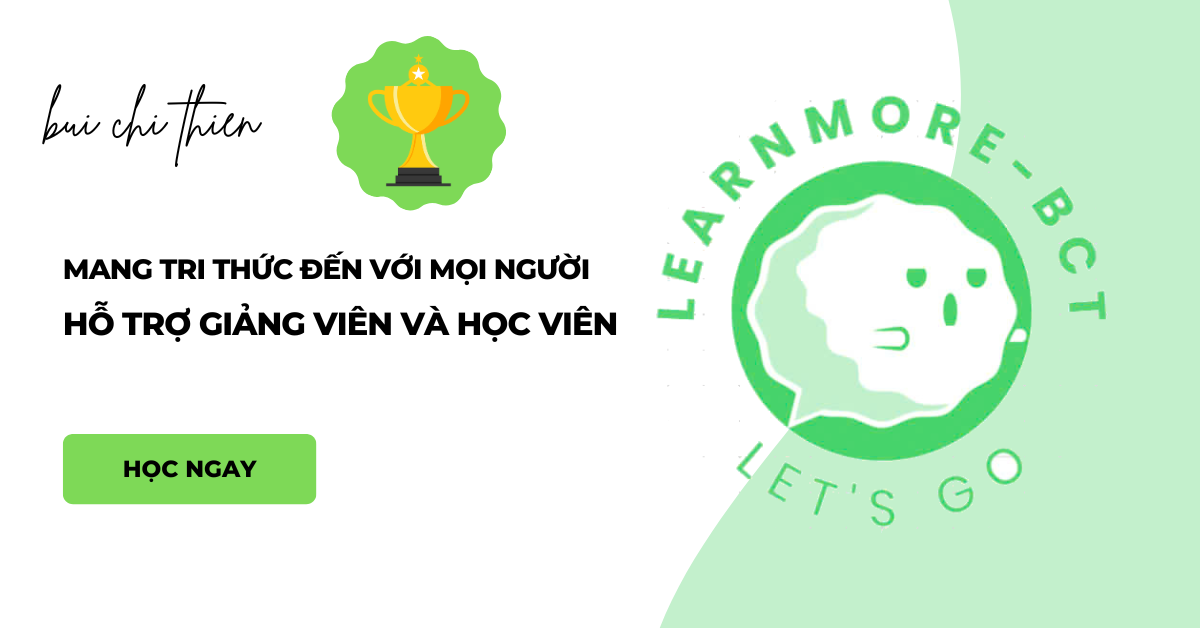 bui chi thien
MANG TRI THỨC ĐẾN VỚI MỌI NGƯỜI
HỖ TRỢ GIẢNG VIÊN VÀ HỌC VIÊN
HỌC NGAY
LEARNMORE-BCT
LET'S GO